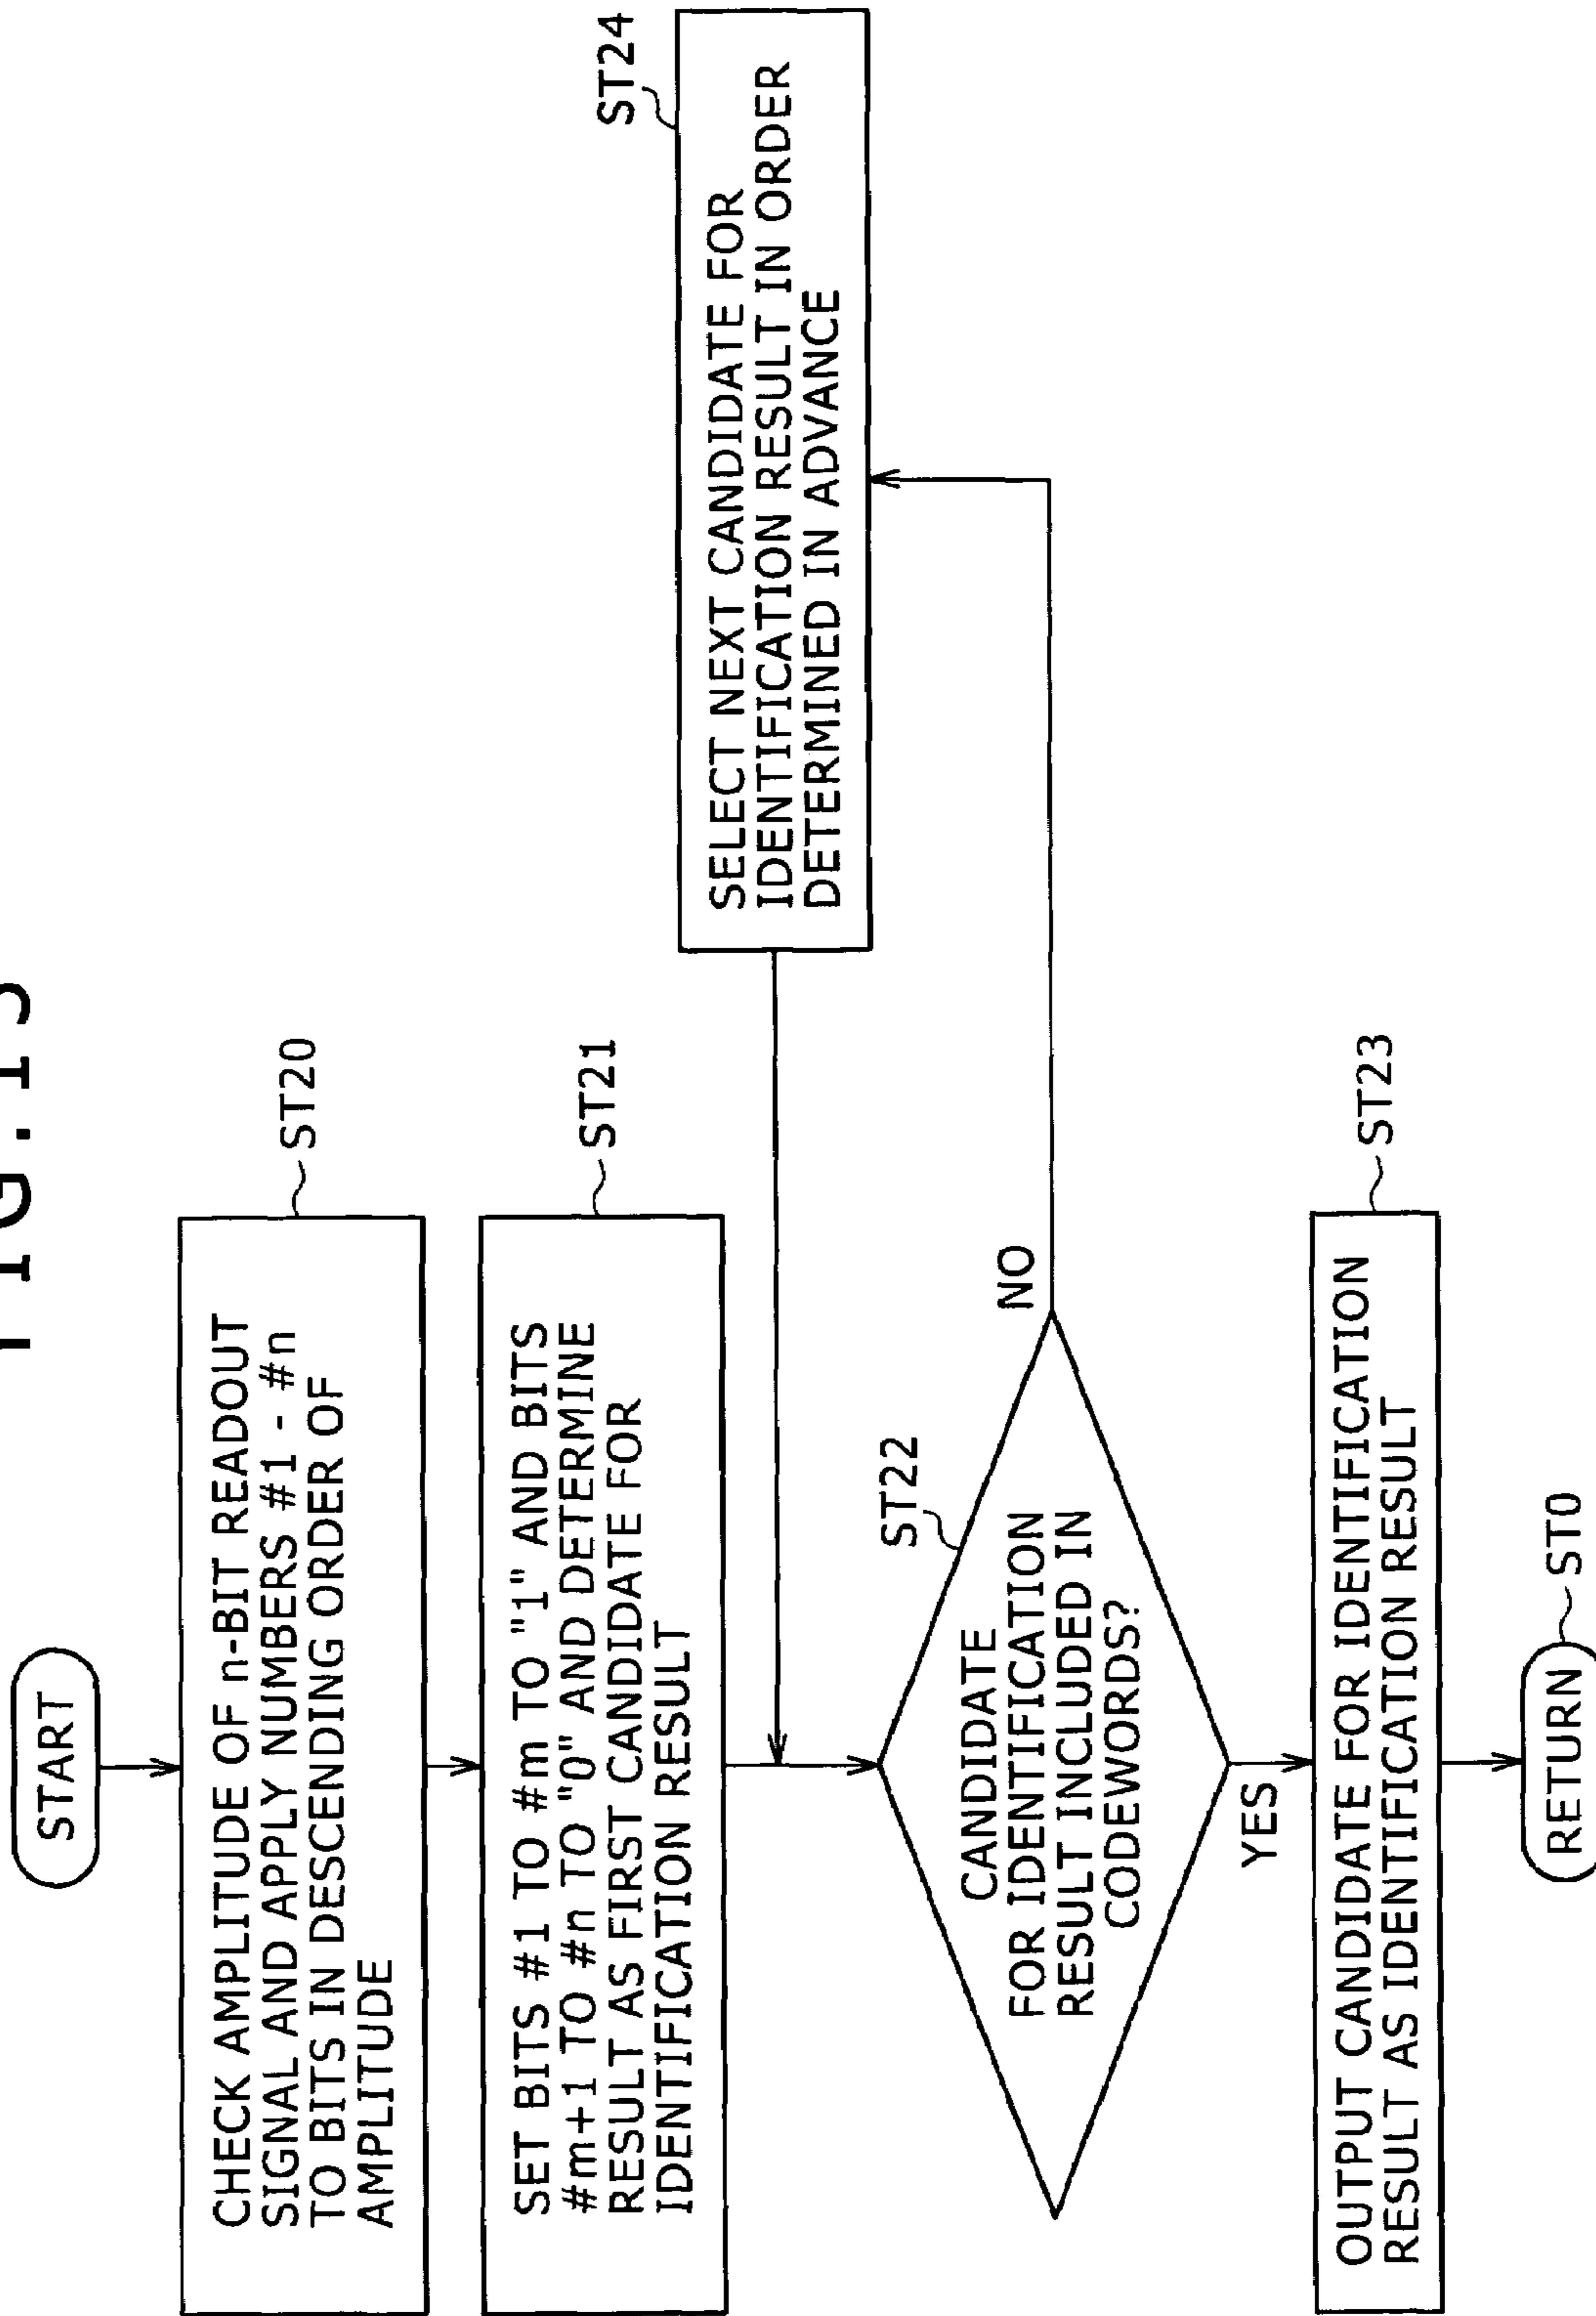 START
CHECK AMPLITUDE OF n-BIT READOUT
SIGNAL AND APPLY NUMBERS #1 - #n
TO BITS IN DESCENDING ORDER OF
AMPLITUDE
ST20
SET BITS #1 TO #m TO "1" AND BITS
#m+1 TO #n TO "0" AND DETERMINE
RESULT AS FIRST CANDIDATE FOR
IDENTIFICATION RESULT
ST21
SELECT NEXT CANDIDATE FOR
IDENTIFICATION RESULT IN ORDER
DETERMINED IN ADVANCE
ST24
CANDIDATE
FOR IDENTIFICATION
RESULT INCLUDED IN
CODEWORDS?
ST22
NO
YES
OUTPUT CANDIDATE FOR IDENTIFICATION
RESULT AS IDENTIFICATION RESULT
ST23
RETURN
ST0